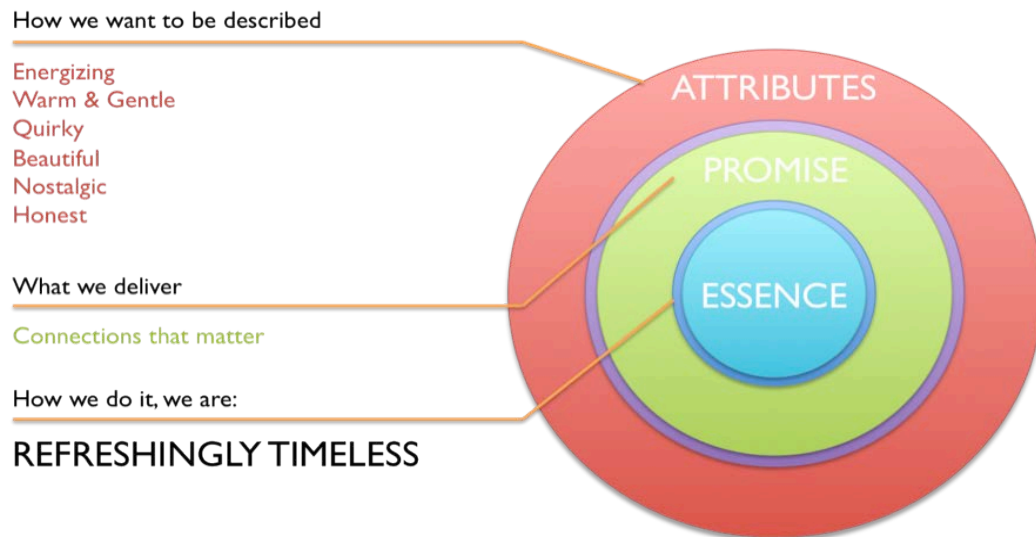 How we want to be described
Energizing
Warm & Gentle
Quirky
Beautiful
Nostalgic
Honest
What we deliver
Connections that matter
How we do it, we are:
REFRESHINGLY TIMELESS
ATTRIBUTES
PROMISE
ESSENCE